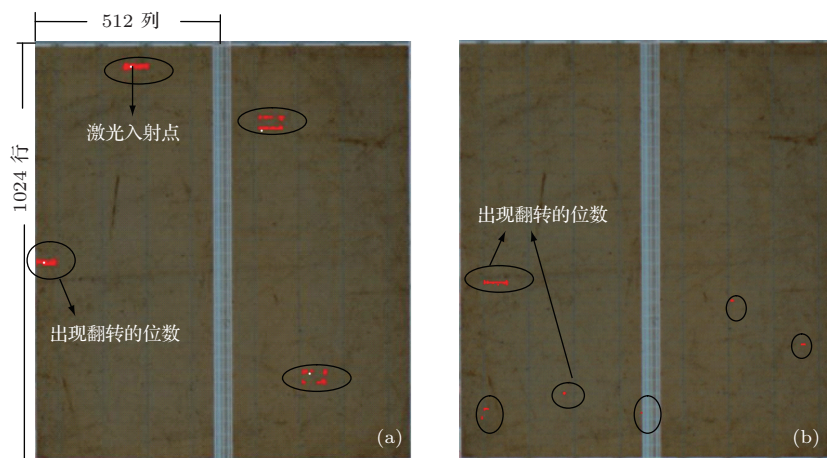 512 列
1024 行
激光入射点
出现翻转的位数
(a)
出现翻转的位数
(b)